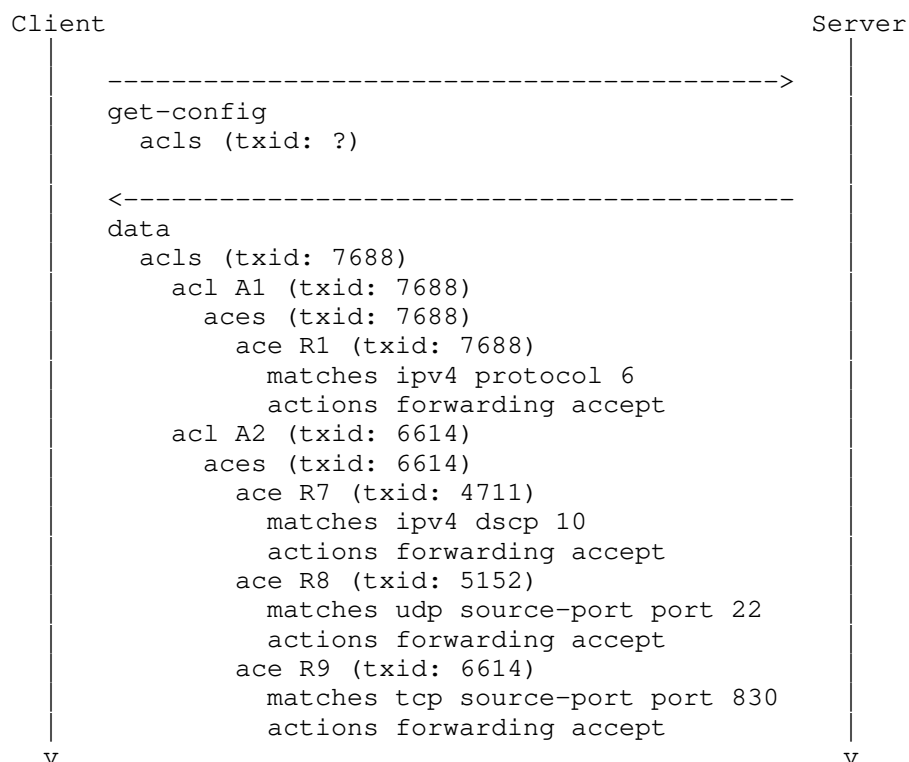 Client                                            Server
  |                                                 |
  |   ------------------------------------------>   |
  |   get-config                                    |
  |     acls (txid: ?)                              |
  |                                                 |
  |   <------------------------------------------   |
  |   data                                          |
  |     acls (txid: 7688)                           |
  |       acl A1 (txid: 7688)                       |
  |         aces (txid: 7688)                       |
  |           ace R1 (txid: 7688)                   |
  |             matches ipv4 protocol 6             |
  |             actions forwarding accept           |
  |       acl A2 (txid: 6614)                       |
  |         aces (txid: 6614)                       |
  |           ace R7 (txid: 4711)                   |
  |             matches ipv4 dscp 10                |
  |             actions forwarding accept           |
  |           ace R8 (txid: 5152)                   |
  |             matches udp source-port port 22     |
  |             actions forwarding accept           |
  |           ace R9 (txid: 6614)                   |
  |             matches tcp source-port port 830    |
  |             actions forwarding accept           |
  v                                                 v